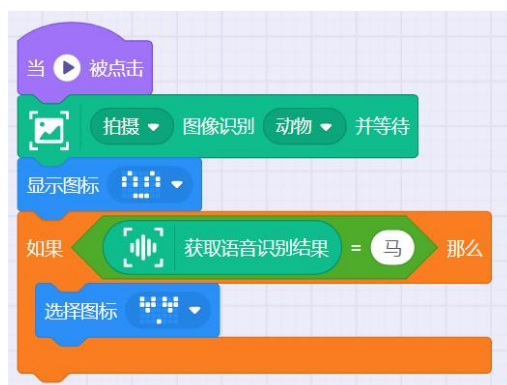 当 被点击
拍摄 图像识别 动物 并等待
显示图标
如果 获取语音识别结果 = 马 那么
选择图标